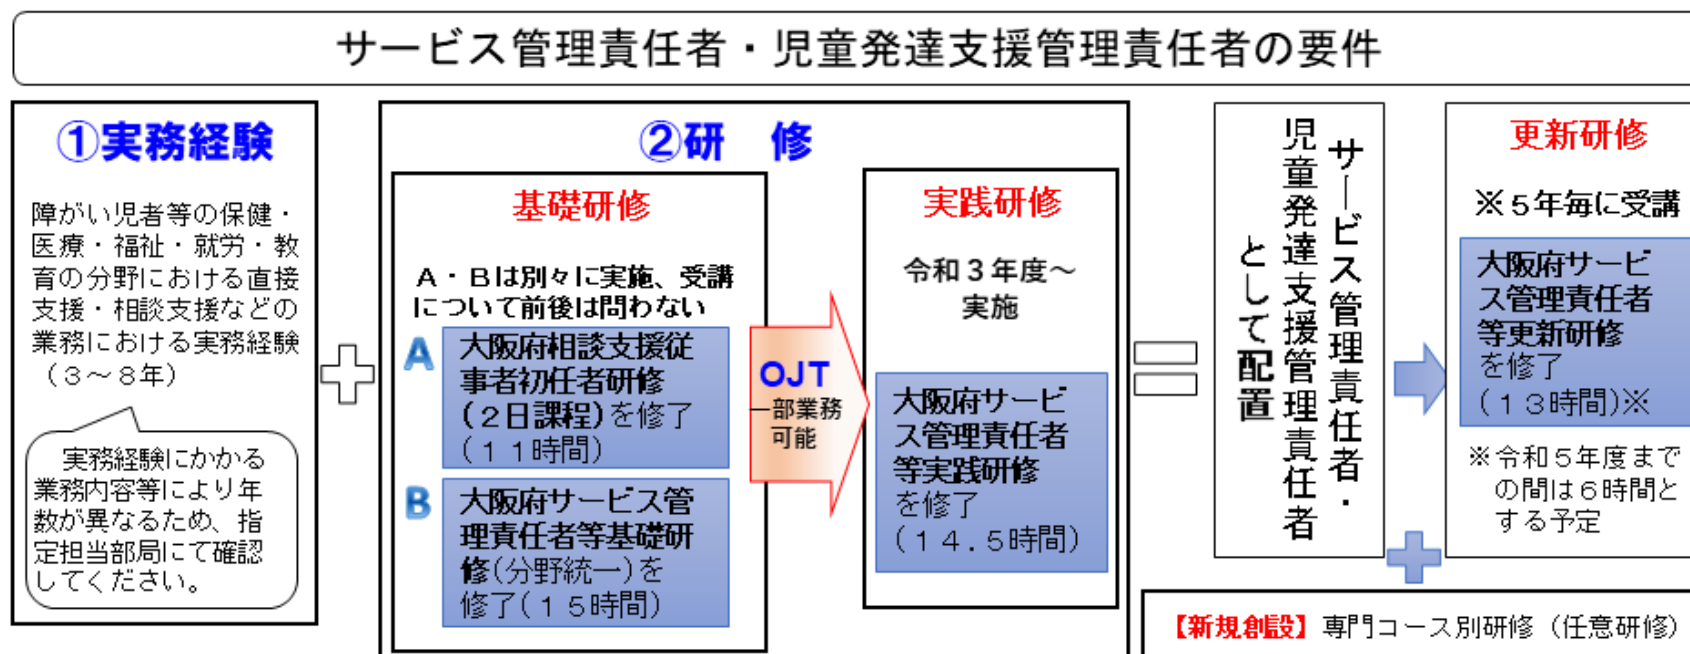 サービス管理責任者・児童発達支援管理責任者の要件
①実務経験
障がい児者等の保健・
医療・福祉・就労・教
育の分野における直接
支援・相談支援などの
業務における実務経験
（３～８年）
実務経験にかかる
業務内容等により年
数が異なるため、指
定担当部局にて確認
してください。
②研　修
基礎研修
Ａ・Ｂは別々に実施、受講
について前後は問わない
A
大阪府相談支援従
事者初任者研修
(２日課程)を修了
(１１時間)
B
大阪府サービス管
理責任者等基礎研
修(分野統一)を
修了(１５時間)
OJT
一部業務
可能
実践研修
令和３年度～
実施
大阪府サービ
ス管理責任者
等実践研修
を修了
(１４.５時間)
サービス管理責任者・
児童発達支援管理責任者
として配置
更新研修
※５年毎に受講
大阪府サービ
ス管理責任者
等更新研修
を修了
(１３時間)※
※令和５年度まで
の間は６時間と
する予定
【新規創設】専門コース別研修（任意研修）